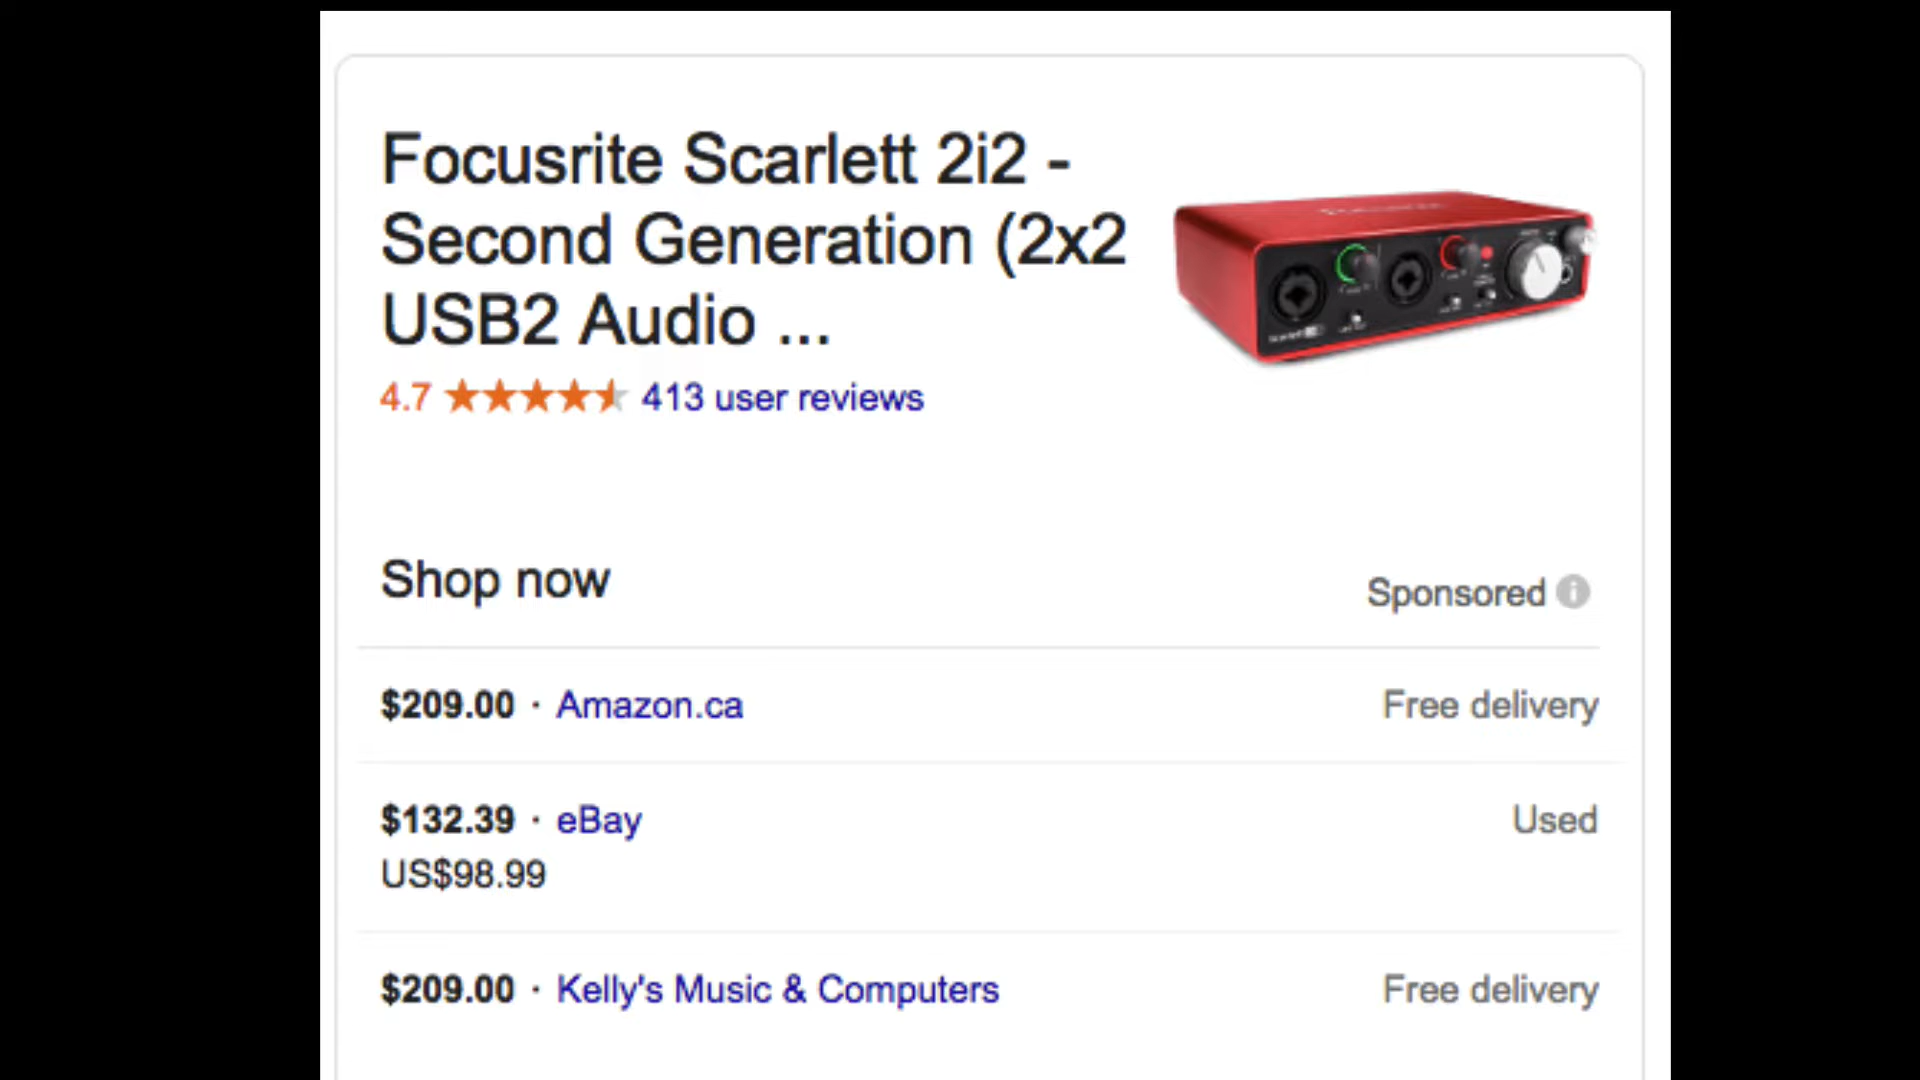 Focusrite Scarlett 2i2 -
Second Generation (2x2
USB2 Audio ...
4.7 ★★★★★ 413 user reviews
Shop now
Sponsored
$209.00 · Amazon.ca Free delivery
$132.39 · eBay Used
US$98.99
$209.00 · Kelly's Music & Computers Free delivery